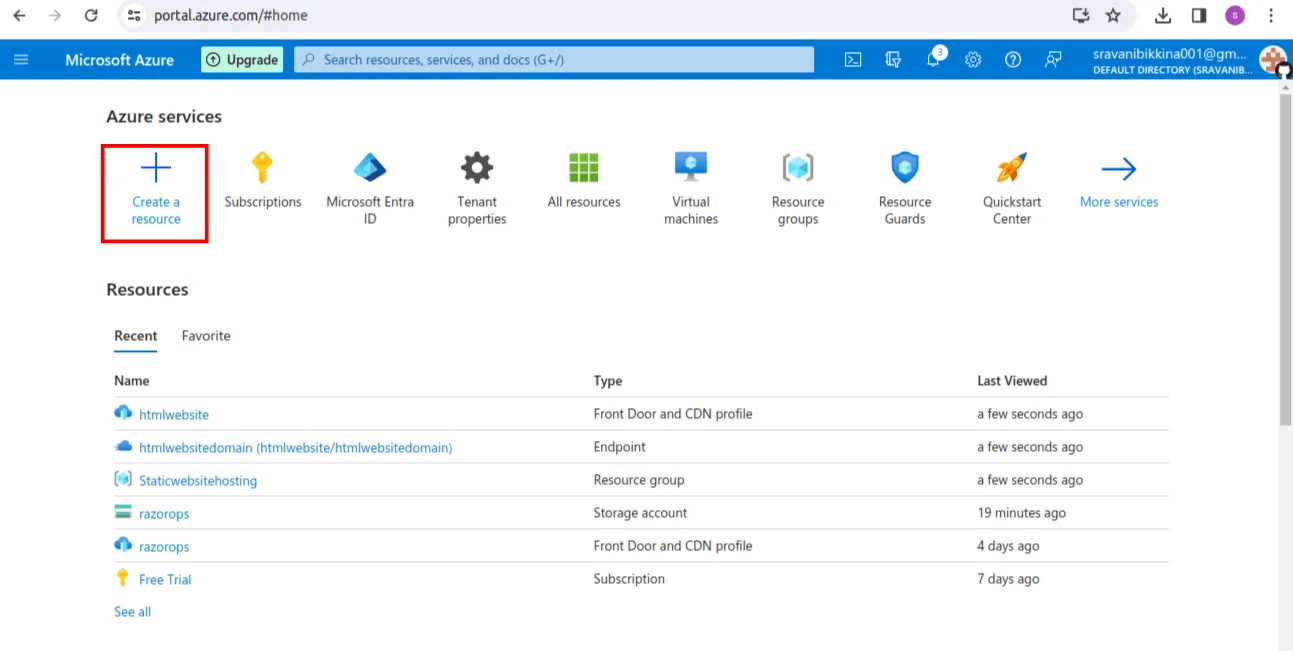 portal.azure.com/#home
S
Microsoft Azure
Upgrade
Search resources, services, and docs (G+/)
3
sravanibikkina001@gm...
DEFAULT DIRECTORY (SRAVANIB...
Azure services
Create a
resource
Subscriptions
Microsoft Entra
ID
Tenant
properties
All resources
Virtual
machines
Resource
groups
Resource
Guards
Quickstart
Center
More services
Resources
Recent Favorite
Name Type Last Viewed
htmlwebsite Front Door and CDN profile a few seconds ago
htmlwebsitedomain (htmlwebsite/htmlwebsitedomain) Endpoint a few seconds ago
Staticwebsitehosting Resource group a few seconds ago
razorops Storage account 19 minutes ago
razorops Front Door and CDN profile 4 days ago
Free Trial Subscription 7 days ago
See all